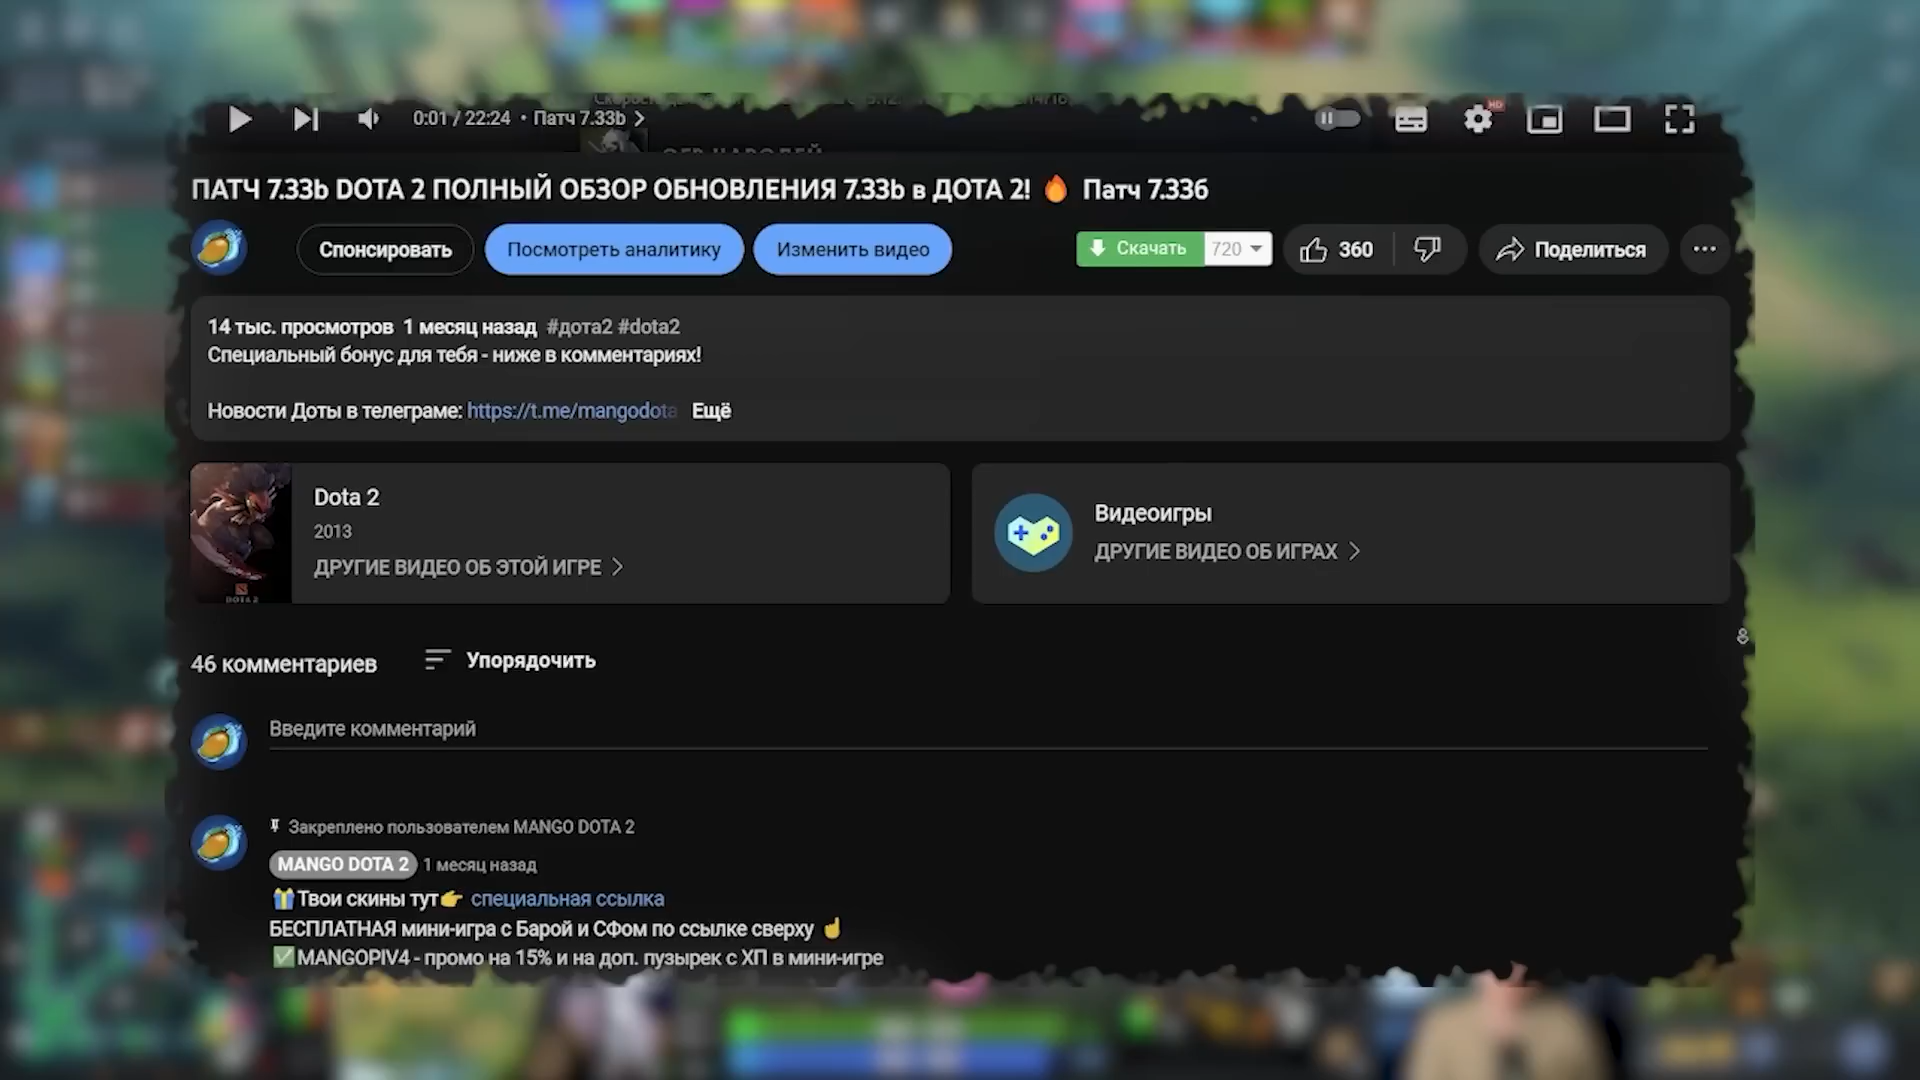 0:01 / 22:24 • Патч 7.33b
HD
ПАТЧ 7.33b DOTA 2 ПОЛНЫЙ ОБЗОР ОБНОВЛЕНИЯ 7.33b в ДОТА 2! 🔥 Патч 7.33б
Спонсировать
Посмотреть аналитику
Изменить видео
Скачать
720
360
Поделиться
14 тыс. просмотров 1 месяц назад #дота2 #dota2
Специальный бонус для тебя - ниже в комментариях!
Новости Доты в телеграме: https://t.me/mangodota Ещё
Dota 2
2013
ДРУГИЕ ВИДЕО ОБ ЭТОЙ ИГРЕ
DOTA 2
Видеоигры
ДРУГИЕ ВИДЕО ОБ ИГРАХ
46 комментариев
Упорядочить
Введите комментарий
Закреплено пользователем MANGO DOTA 2
MANGO DOTA 2 1 месяц назад
🎁Твои скины тут👉 специальная ссылка
БЕСПЛАТНАЯ мини-игра с Барой и СФом по ссылке сверху ☝
✅MANGOPIV4 - промо на 15% и на доп. пузырек с ХП в мини-игре